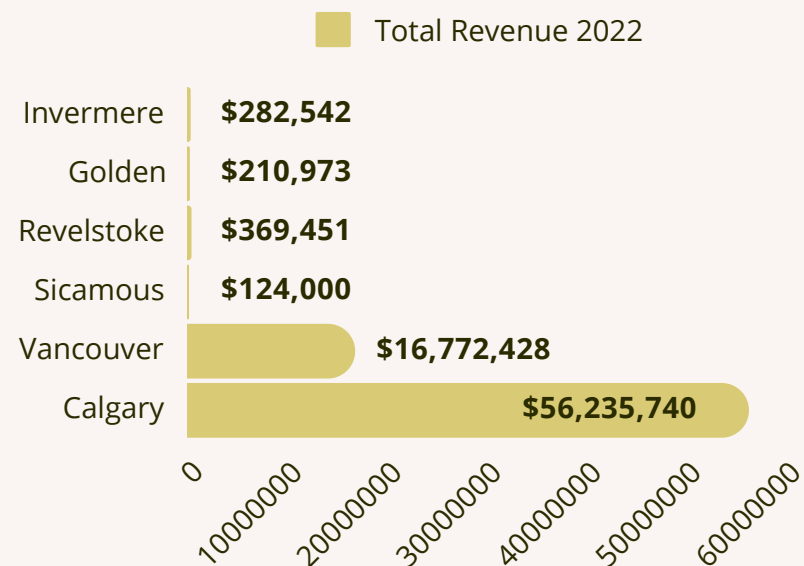 Total Revenue 2022
Invermere $282,542
Golden $210,973
Revelstoke $369,451
Sicamous $124,000
Vancouver $16,772,428
Calgary $56,235,740
0 10000000 20000000 30000000 40000000 50000000 60000000